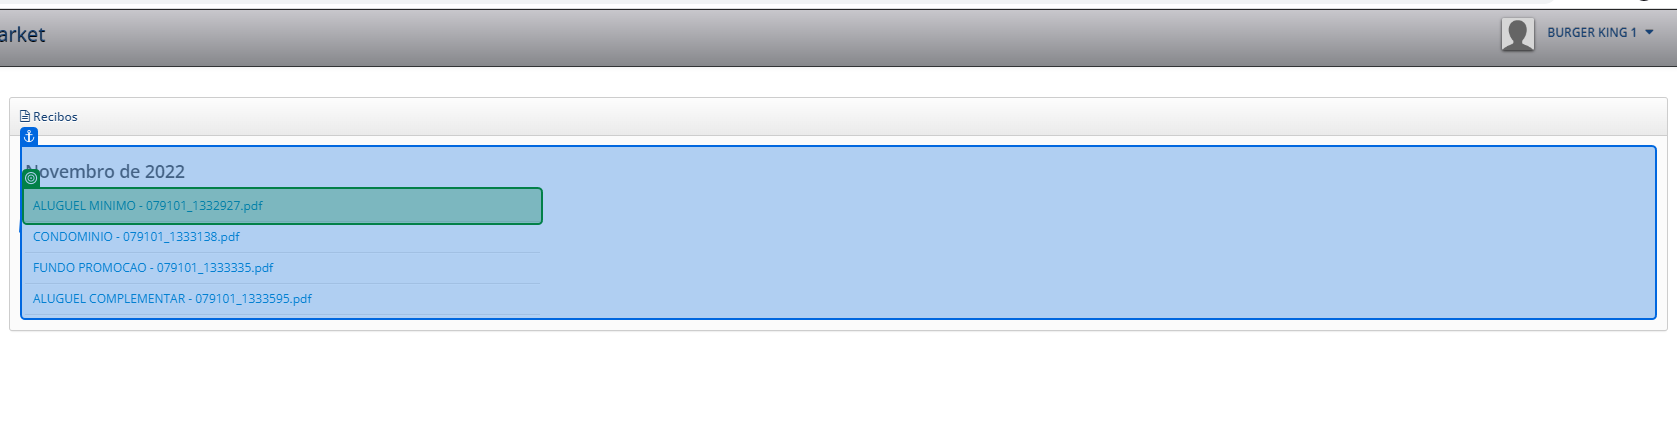 arket
BURGER KING 1
Recibos
Novembro de 2022
ALUGUEL MINIMO - 079101_1332927.pdf
CONDOMINIO - 079101_1333138.pdf
FUNDO PROMOCAO - 079101_1333335.pdf
ALUGUEL COMPLEMENTAR - 079101_1333595.pdf